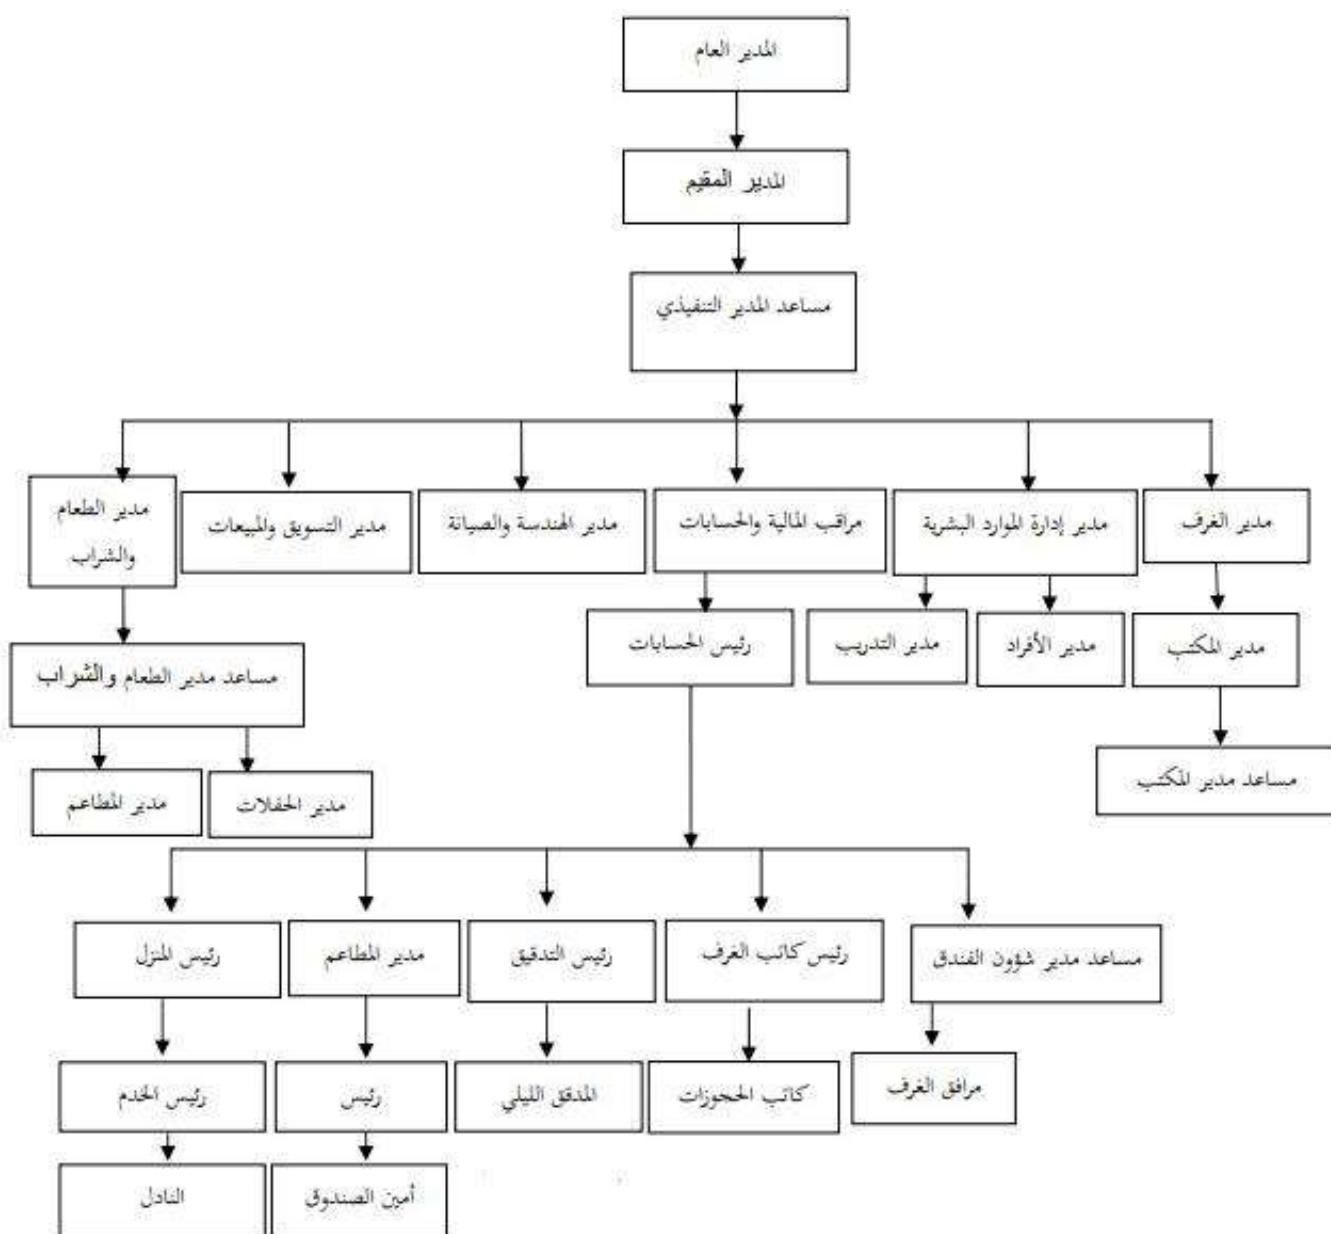 المدير العام
المدير المقيم
مساعد المدير التنفيذي
مدير الغرف
مدير إدارة الموارد البشرية
مراقب المالية والحسابات
مدير الهندسة والصيانة
مدير التسويق والمبيعات
مدير الطعام
والشراب
مدير المكتب
مدير الأفراد
مدير التدريب
رئيس الحسابات
مساعد مدير الطعام والشراب
مساعد مدير المكتب
مدير الحفلات
مدير المطاعم
مساعد مدير شؤون الفندق
رئيس كاتب الغرف
رئيس التدقيق
مدير المطاعم
رئيس المنزل
مرافق الغرف
كاتب الحجوزات
المدقق الليلي
رئيس
رئيس الخدم
أمين الصندوق
النادل